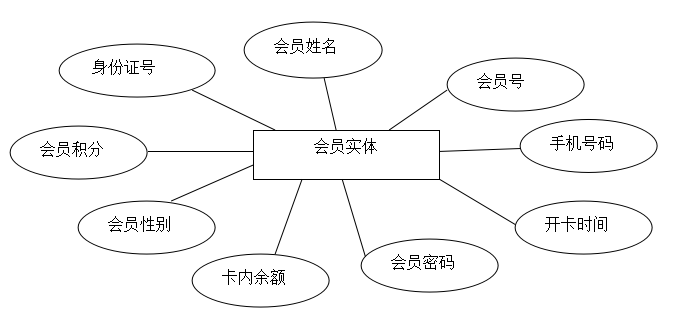 会员姓名
身份证号
会员号
会员实体
手机号码
会员积分
会员性别
开卡时间
会员密码
卡内余额